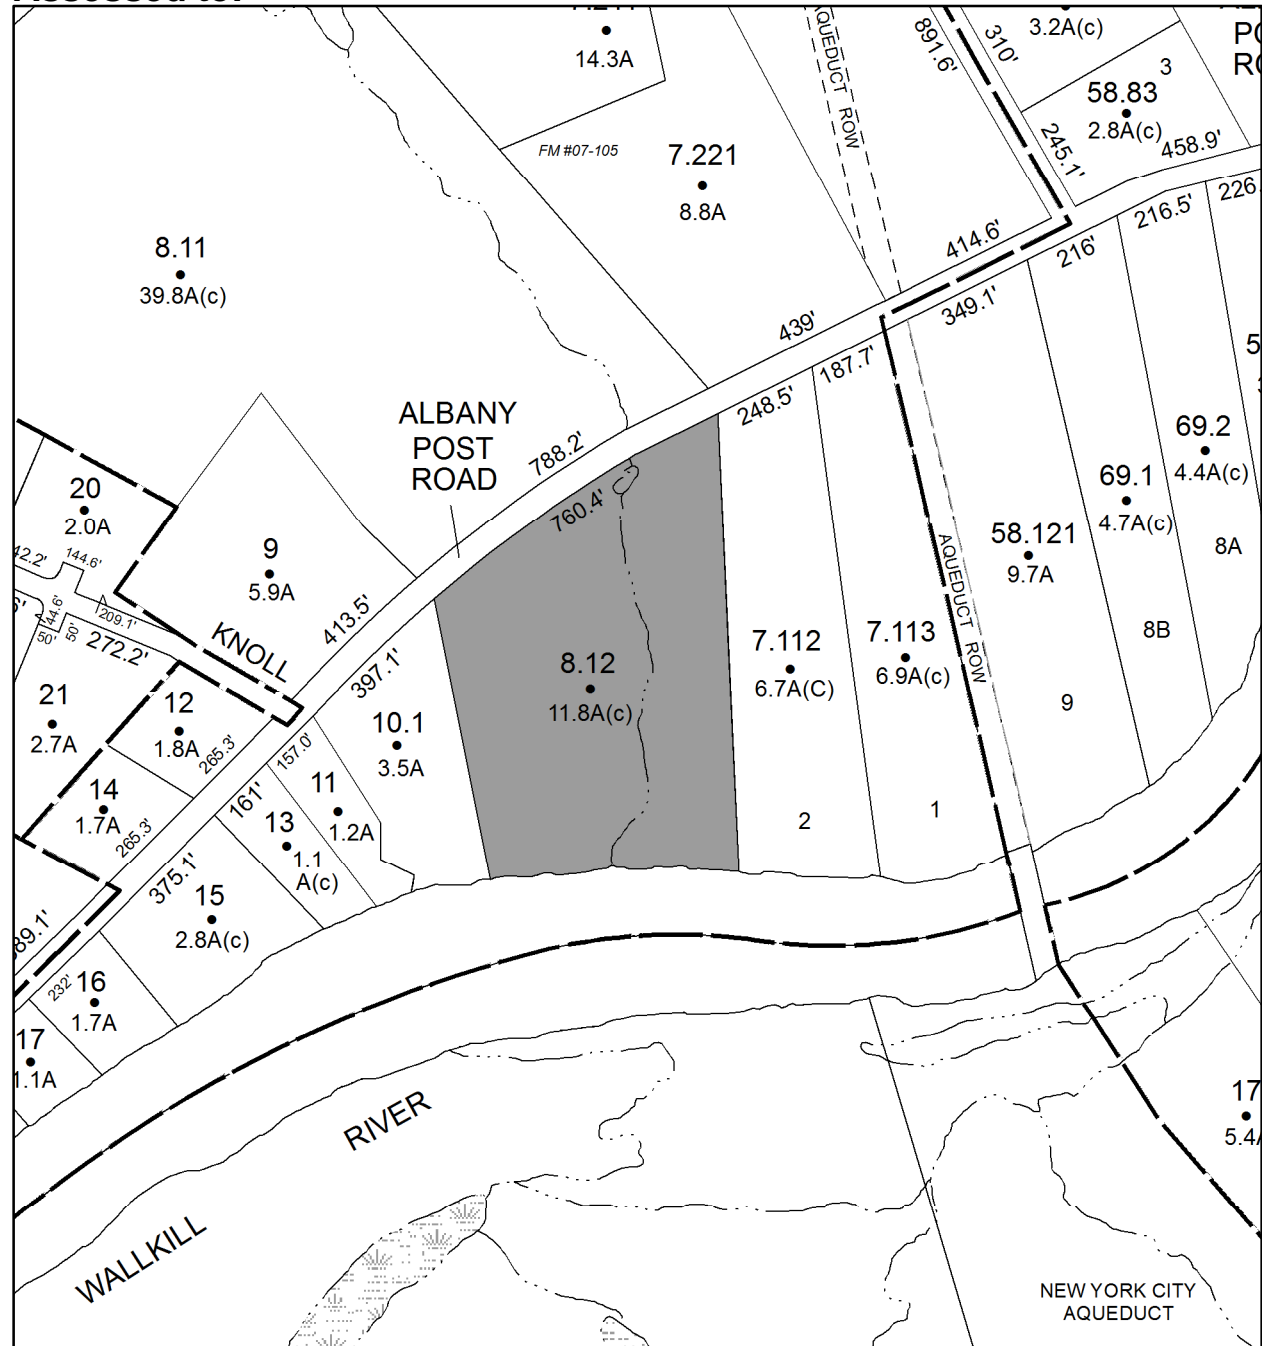 14.3A
3.2A(c)
891.6'
310'
AQUEDUCT ROW
3
58.83
2.8A(c)
245.1'
458.9'
FM #07-105
7.221
8.8A
8.11
39.8A(c)
414.6'
216'
216.5'
439'
349.1'
187.7'
248.5'
ALBANY
POST
ROAD
788.2'
760.4'
69.2
4.4A(c)
69.1
4.7A(c)
58.121
9.7A
8A
8B
9
AQUEDUCT ROW
20
2.0A
144.6'
209.1'
44.6'
50'
50'
272.2'
9
5.9A
KNOLL
413.5'
397.1'
8.12
11.8A(c)
7.112
6.7A(C)
7.113
6.9A(c)
2
1
21
2.7A
12
1.8A
265.3'
157.0'
10.1
3.5A
14
1.7A
265.3'
161'
11
1.2A
13
1.1
A(c)
375.1'
15
2.8A(c)
232'
16
1.7A
17
1.1A
17
WALLKILL
RIVER
NEW YORK CITY
AQUEDUCT